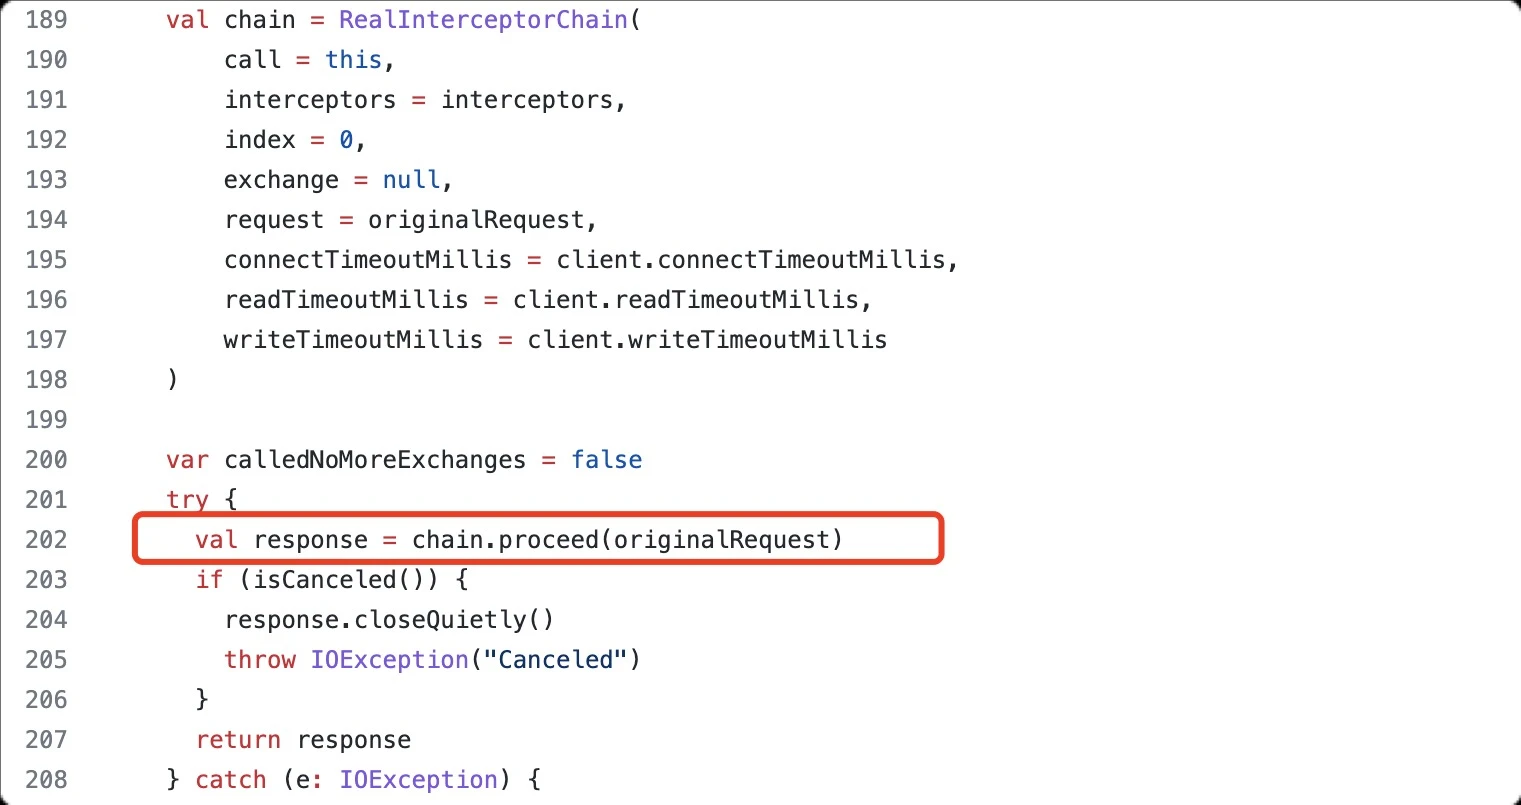 189 val chain = RealInterceptorChain(
190 call = this,
191 interceptors = interceptors,
192 index = 0,
193 exchange = null,
194 request = originalRequest,
195 connectTimeoutMillis = client.connectTimeoutMillis,
196 readTimeoutMillis = client.readTimeoutMillis,
197 writeTimeoutMillis = client.writeTimeoutMillis
198 )
199
200 var calledNoMoreExchanges = false
201 try {
202 val response = chain.proceed(originalRequest)
203 if (isCanceled()) {
204 response.closeQuietly()
205 throw IOException("Canceled")
206 }
207 return response
208 } catch (e: IOException) {